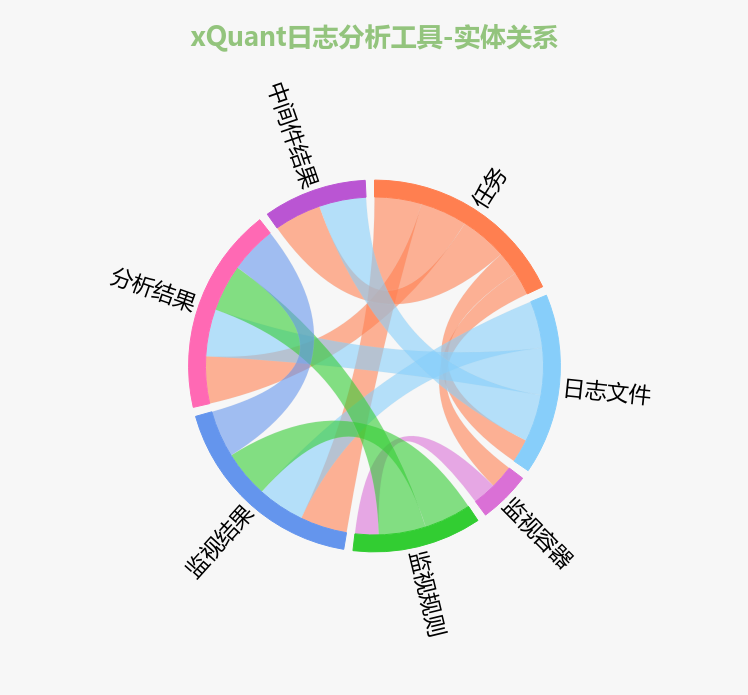 xQuant日志分析工具-实体关系
中间件结果
任务
分析结果
日志文件
监视结果
监视容器
监视规则